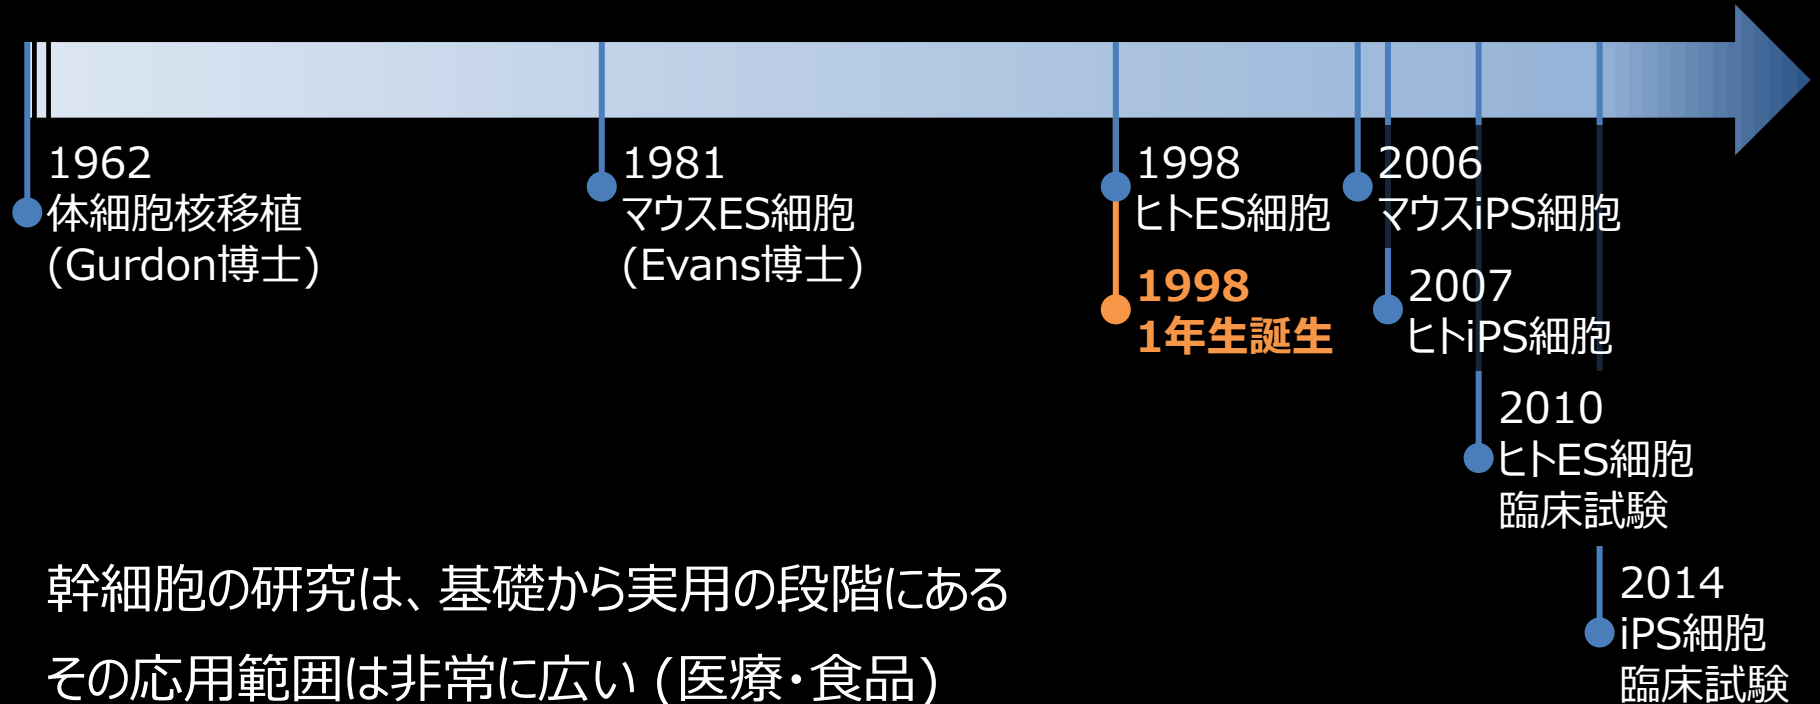 1962
体細胞核移植
(Gurdon博士)
1981
マウスES細胞
(Evans博士)
1998
ヒトES細胞
1998
1年生誕生
2006
マウスiPS細胞
2007
ヒトiPS細胞
2010
ヒトES細胞
臨床試験
2014
iPS細胞
臨床試験
幹細胞の研究は、基礎から実用の段階にある
その応用範囲は非常に広い (医療・食品)